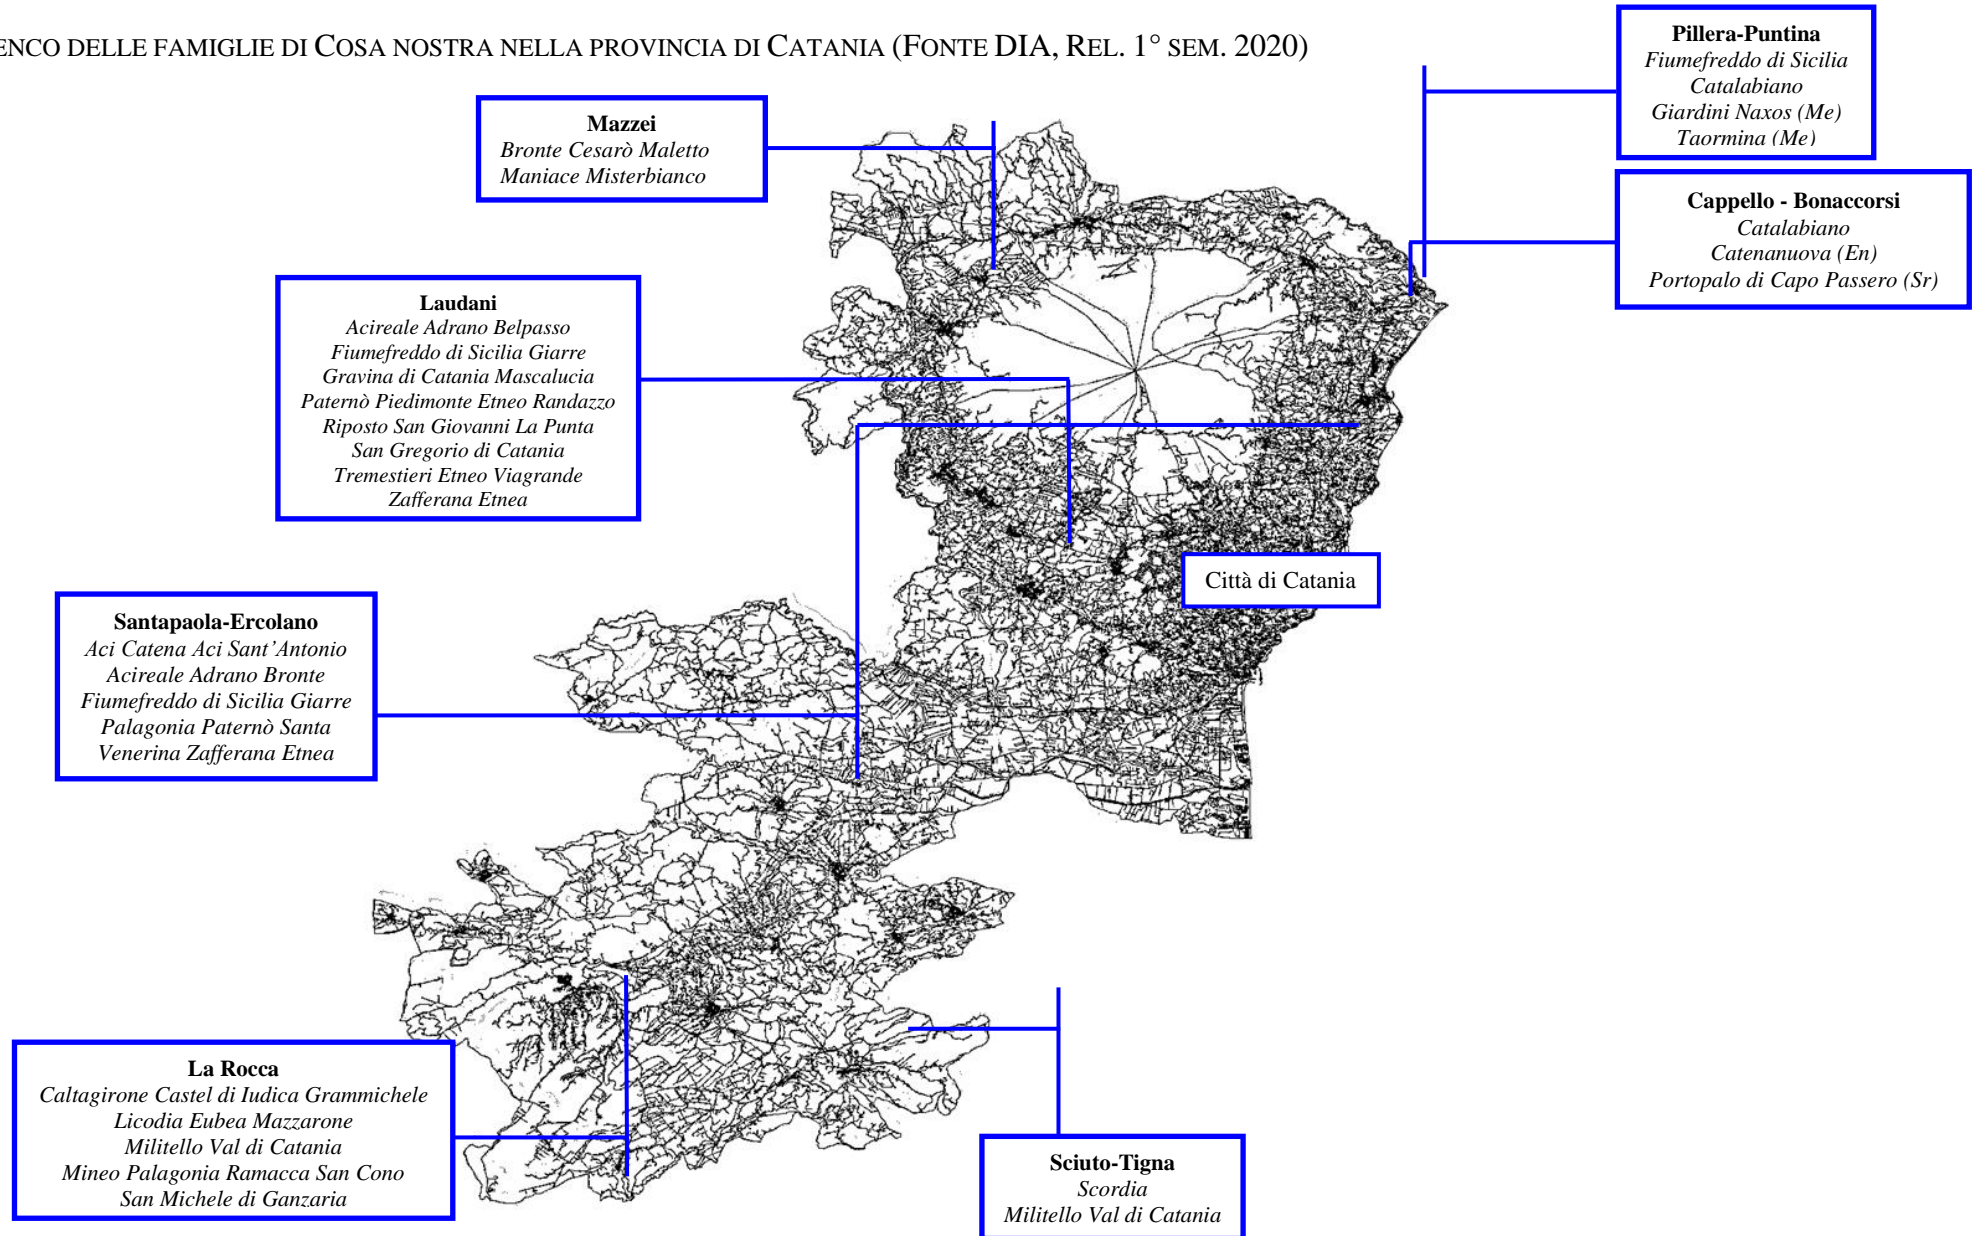 ENCO DELLE FAMIGLIE DI COSA NOSTRA NELLA PROVINCIA DI CATANIA (FONTE DIA, REL. 1° SEM. 2020)
Pillera-Puntina
Fiumefreddo di Sicilia
Catalabiano
Giardini Naxos (Me)
Taormina (Me)
Mazzei
Bronte Cesarò Maletto
Maniace Misterbianco
Cappello - Bonaccorsi
Catalabiano
Catenanuova (En)
Portopalo di Capo Passero (Sr)
Laudani
Acireale Adrano Belpasso
Fiumefreddo di Sicilia Giarre
Gravina di Catania Mascalucia
Paternò Piedimonte Etneo Randazzo
Riposto San Giovanni La Punta
San Gregorio di Catania
Tremestieri Etneo Viagrande
Zafferana Etnea
Città di Catania
Santapaola-Ercolano
Aci Catena Aci Sant'Antonio
Acireale Adrano Bronte
Fiumefreddo di Sicilia Giarre
Palagonia Paternò Santa
Venerina Zafferana Etnea
La Rocca
Caltagirone Castel di Iudica Grammichele
Licodia Eubea Mazzarone
Militello Val di Catania
Mineo Palagonia Ramacca San Cono
San Michele di Ganzaria
Sciuto-Tigna
Scordia
Militello Val di Catania